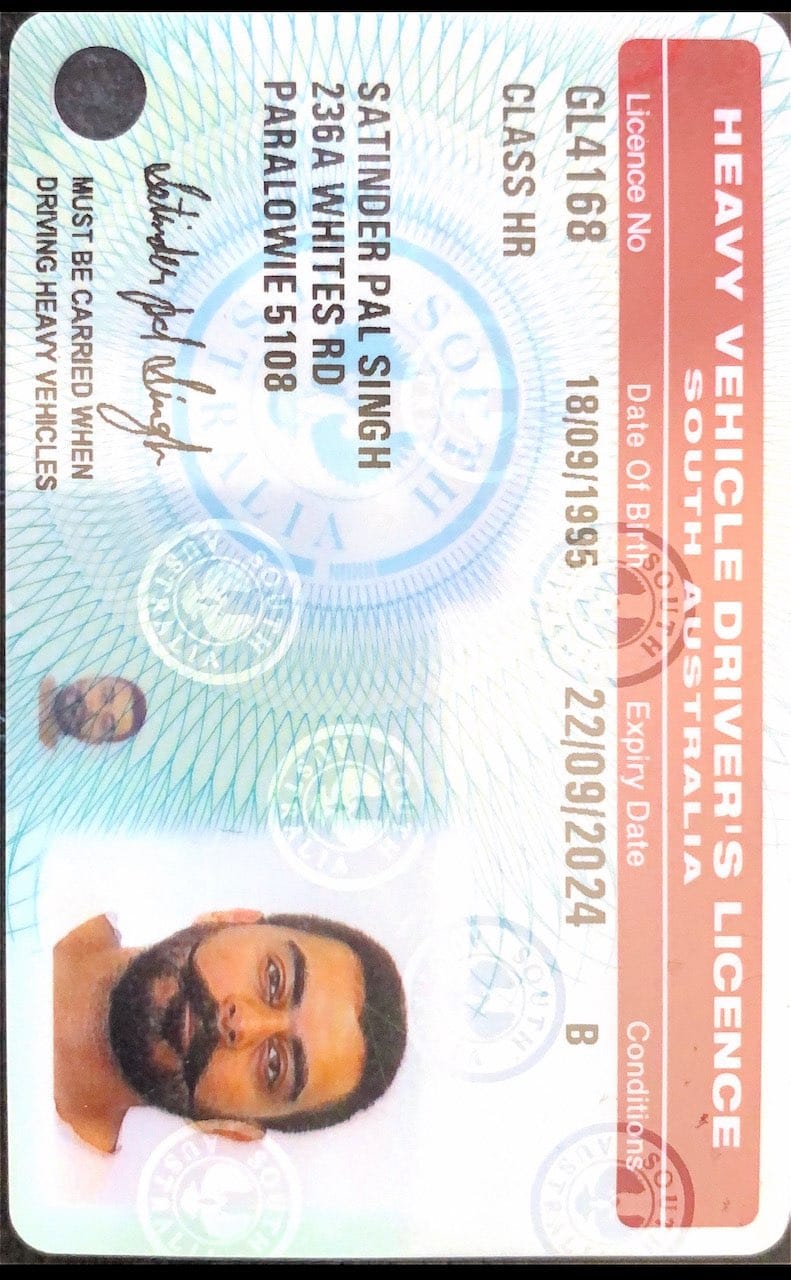 HEAVY VEHICLE DRIVER'S LICENCE
SOUTH AUSTRALIA
Licence No Date Of Birth Expiry Date Conditions
GL4168 18/09/1995 22/09/2024 B
CLASS HR
SOUTH AUSTRALIA
SATINDER PAL SINGH
236A WHITES RD
PARALOWIE 5108
Satinder pal Singh
MUST BE CARRIED WHEN
DRIVING HEAVY VEHICLES
SOUTH AUSTRALIA